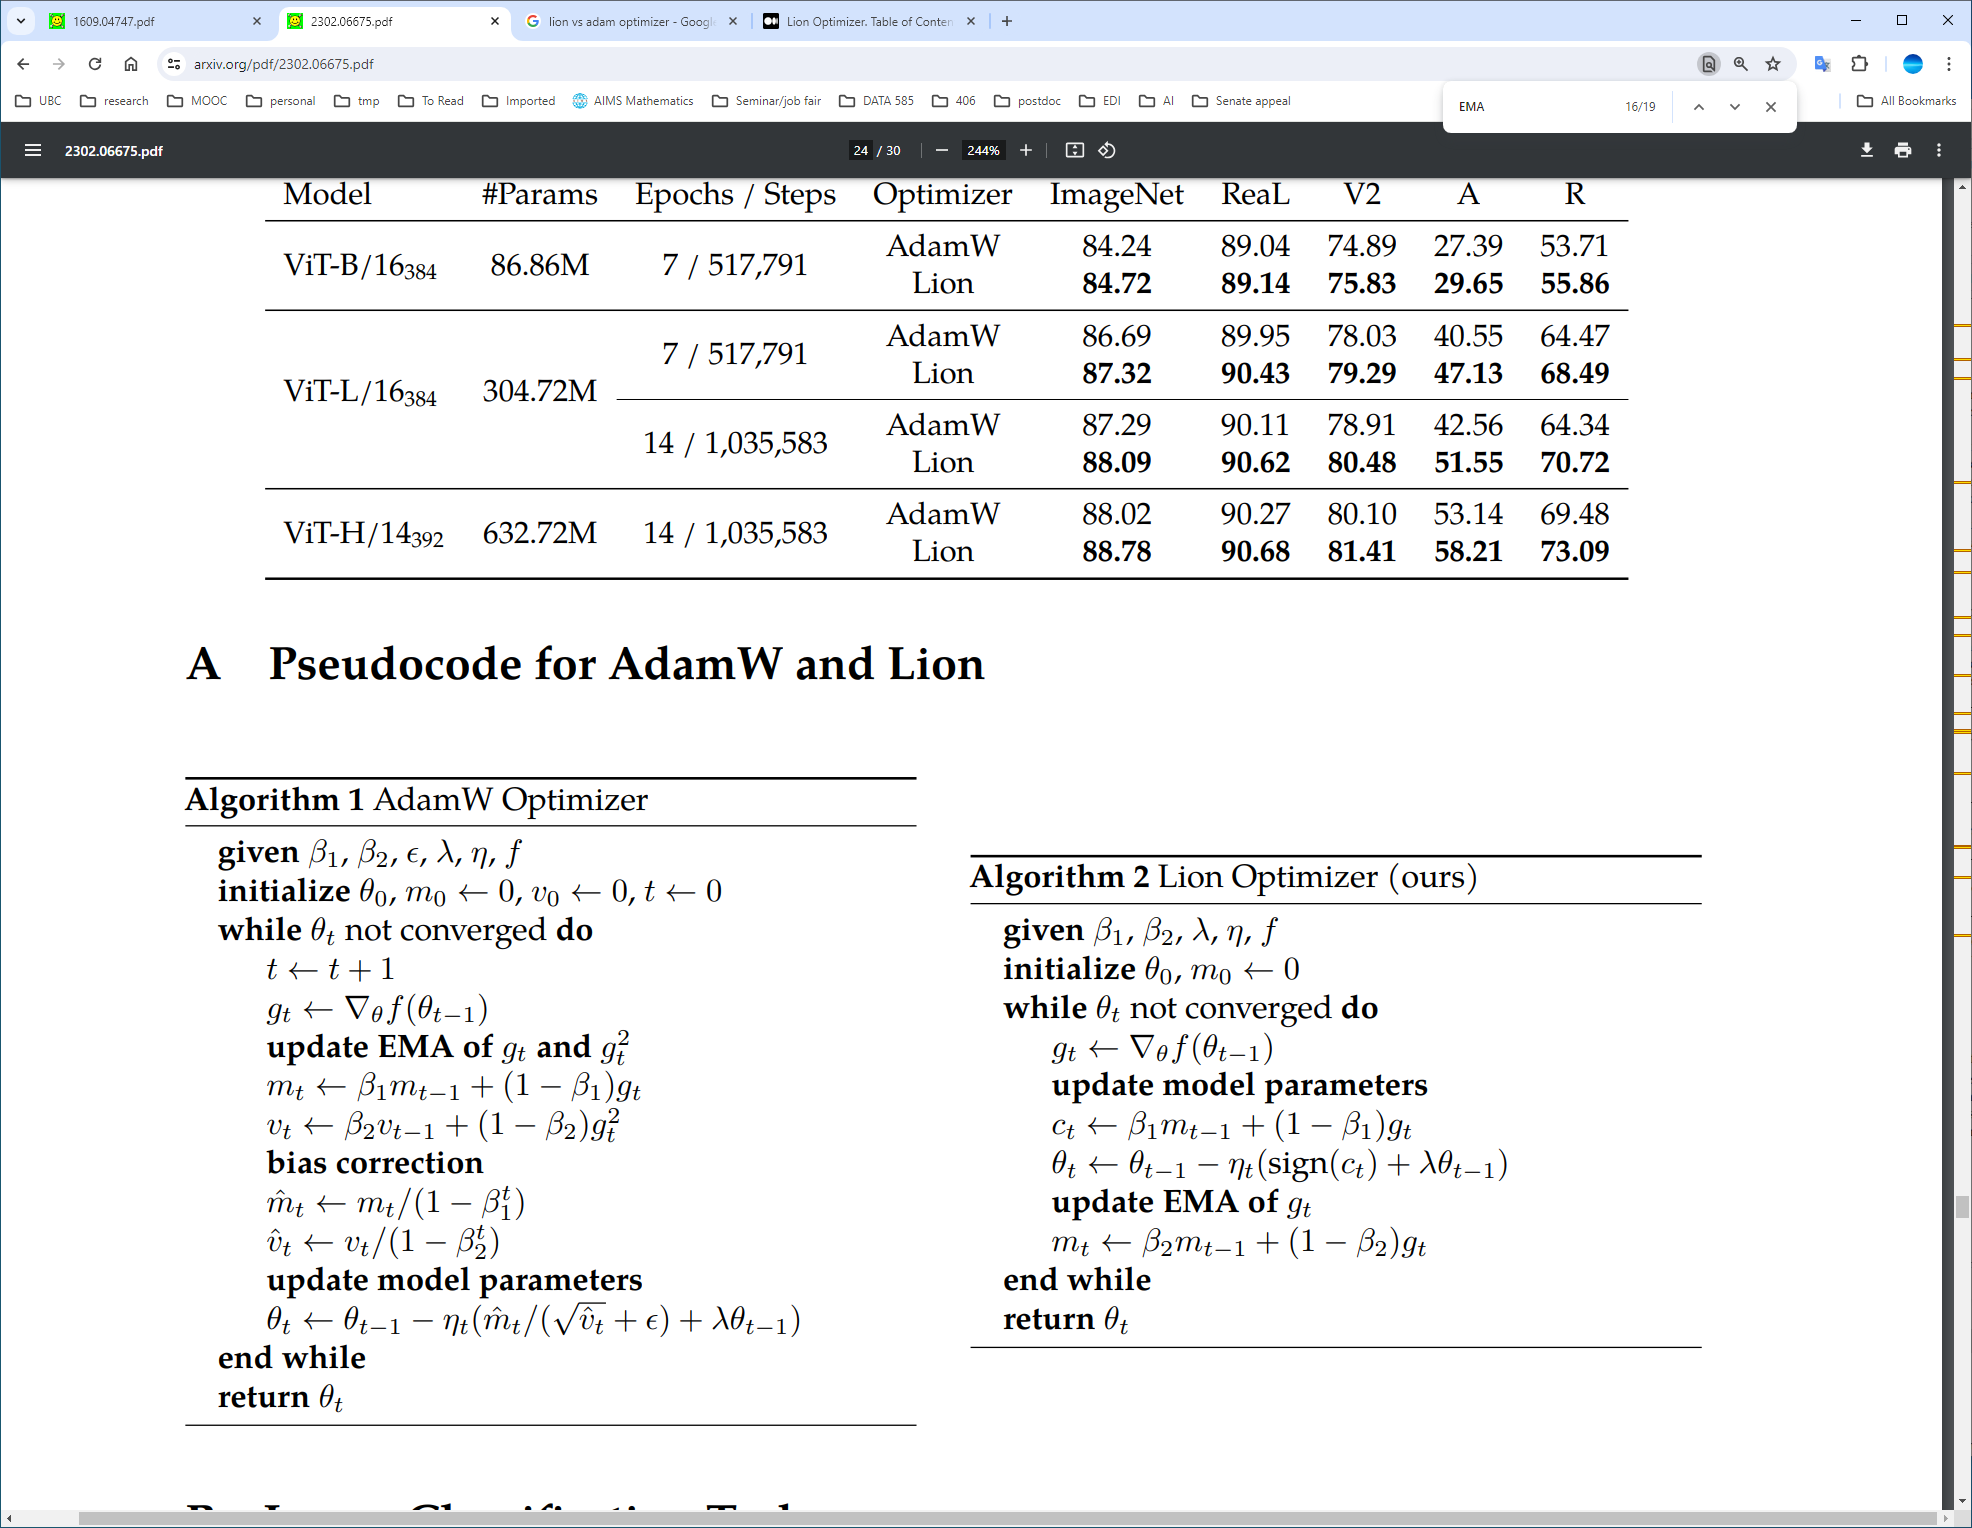 1609.04747.pdf
2302.06675.pdf
lion vs adam optimizer - Googl
Lion Optimizer. Table of Conten
arxiv.org/pdf/2302.06675.pdf
UBC research MOOC personal tmp To Read Imported AIMS Mathematics Seminar/job fair DATA 585 406 postdoc EDI AI Senate appeal All Bookmarks
EMA 16/19
2302.06675.pdf 24 / 30 244%
Model #Params Epochs / Steps Optimizer ImageNet ReaL V2 A R
ViT-B/16₃₈₄ 86.86M 7 / 517,791 AdamW 84.24 89.04 74.89 27.39 53.71
Lion 84.72 89.14 75.83 29.65 55.86
ViT-L/16₃₈₄ 304.72M 7 / 517,791 AdamW 86.69 89.95 78.03 40.55 64.47
Lion 87.32 90.43 79.29 47.13 68.49
14 / 1,035,583 AdamW 87.29 90.11 78.91 42.56 64.34
Lion 88.09 90.62 80.48 51.55 70.72
ViT-H/14₃₉₂ 632.72M 14 / 1,035,583 AdamW 88.02 90.27 80.10 53.14 69.48
Lion 88.78 90.68 81.41 58.21 73.09
A Pseudocode for AdamW and Lion
Algorithm 1 AdamW Optimizer
given β₁, β₂, ϵ, λ, η, f
initialize θ₀, m₀ ← 0, v₀ ← 0, t ← 0
while θₜ not converged do
t ← t + 1
gₜ ← ∇_θ f(θₜ₋₁)
update EMA of gₜ and gₜ²
mₜ ← β₁mₜ₋₁ + (1 − β₁)gₜ
vₜ ← β₂vₜ₋₁ + (1 − β₂)gₜ²
bias correction
m̂ₜ ← mₜ/(1 − β₁ᵗ)
v̂ₜ ← vₜ/(1 − β₂ᵗ)
update model parameters
θₜ ← θₜ₋₁ − ηₜ(m̂ₜ/(√v̂ₜ + ϵ) + λθₜ₋₁)
end while
return θₜ
Algorithm 2 Lion Optimizer (ours)
given β₁, β₂, λ, η, f
initialize θ₀, m₀ ← 0
while θₜ not converged do
gₜ ← ∇_θ f(θₜ₋₁)
update model parameters
cₜ ← β₁mₜ₋₁ + (1 − β₁)gₜ
θₜ ← θₜ₋₁ − ηₜ(sign(cₜ) + λθₜ₋₁)
update EMA of gₜ
mₜ ← β₂mₜ₋₁ + (1 − β₂)gₜ
end while
return θₜ